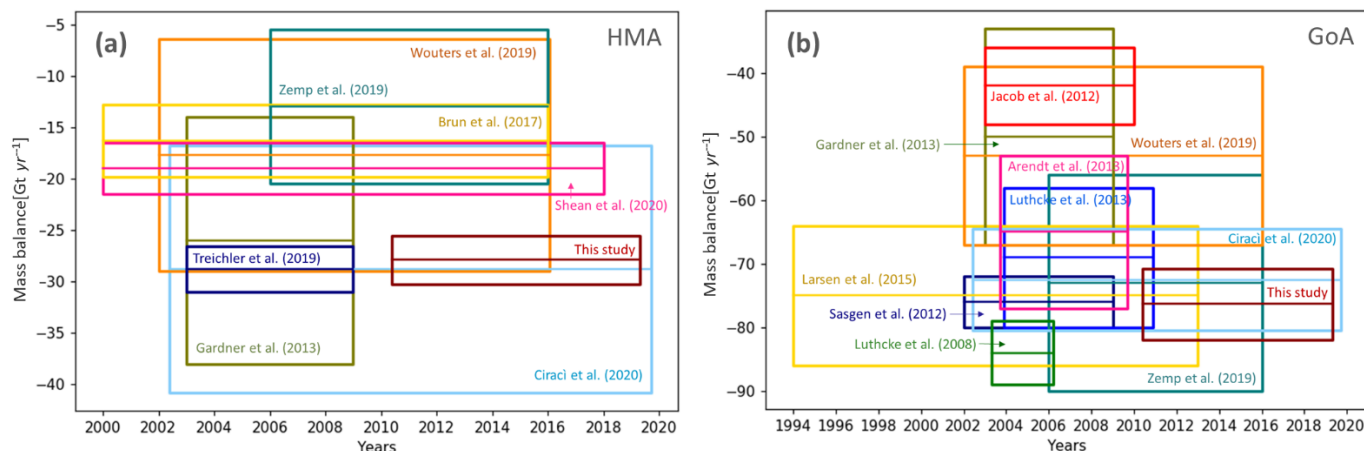 (a)
HMA
Mass balance[Gt yr⁻¹]
−5
−10
−15
−20
−25
−30
−35
−40
Wouters et al. (2019)
Zemp et al. (2019)
Brun et al. (2017)
Shean et al. (2020)
This study
Treichler et al. (2019)
Gardner et al. (2013)
Ciracì et al. (2020)
2000 2002 2004 2006 2008 2010 2012 2014 2016 2018 2020
Years
(b)
GoA
Mass balance[Gt yr⁻¹]
−40
−50
−60
−70
−80
−90
Jacob et al. (2012)
Gardner et al. (2013)
Wouters et al. (2019)
Arendt et al. (2013)
Luthcke et al. (2013)
Ciracì et al. (2020)
Larsen et al. (2015)
This study
Sasgen et al. (2012)
Luthcke et al. (2008)
Zemp et al. (2019)
1994 1996 1998 2000 2002 2004 2006 2008 2010 2012 2014 2016 2018 2020
Years